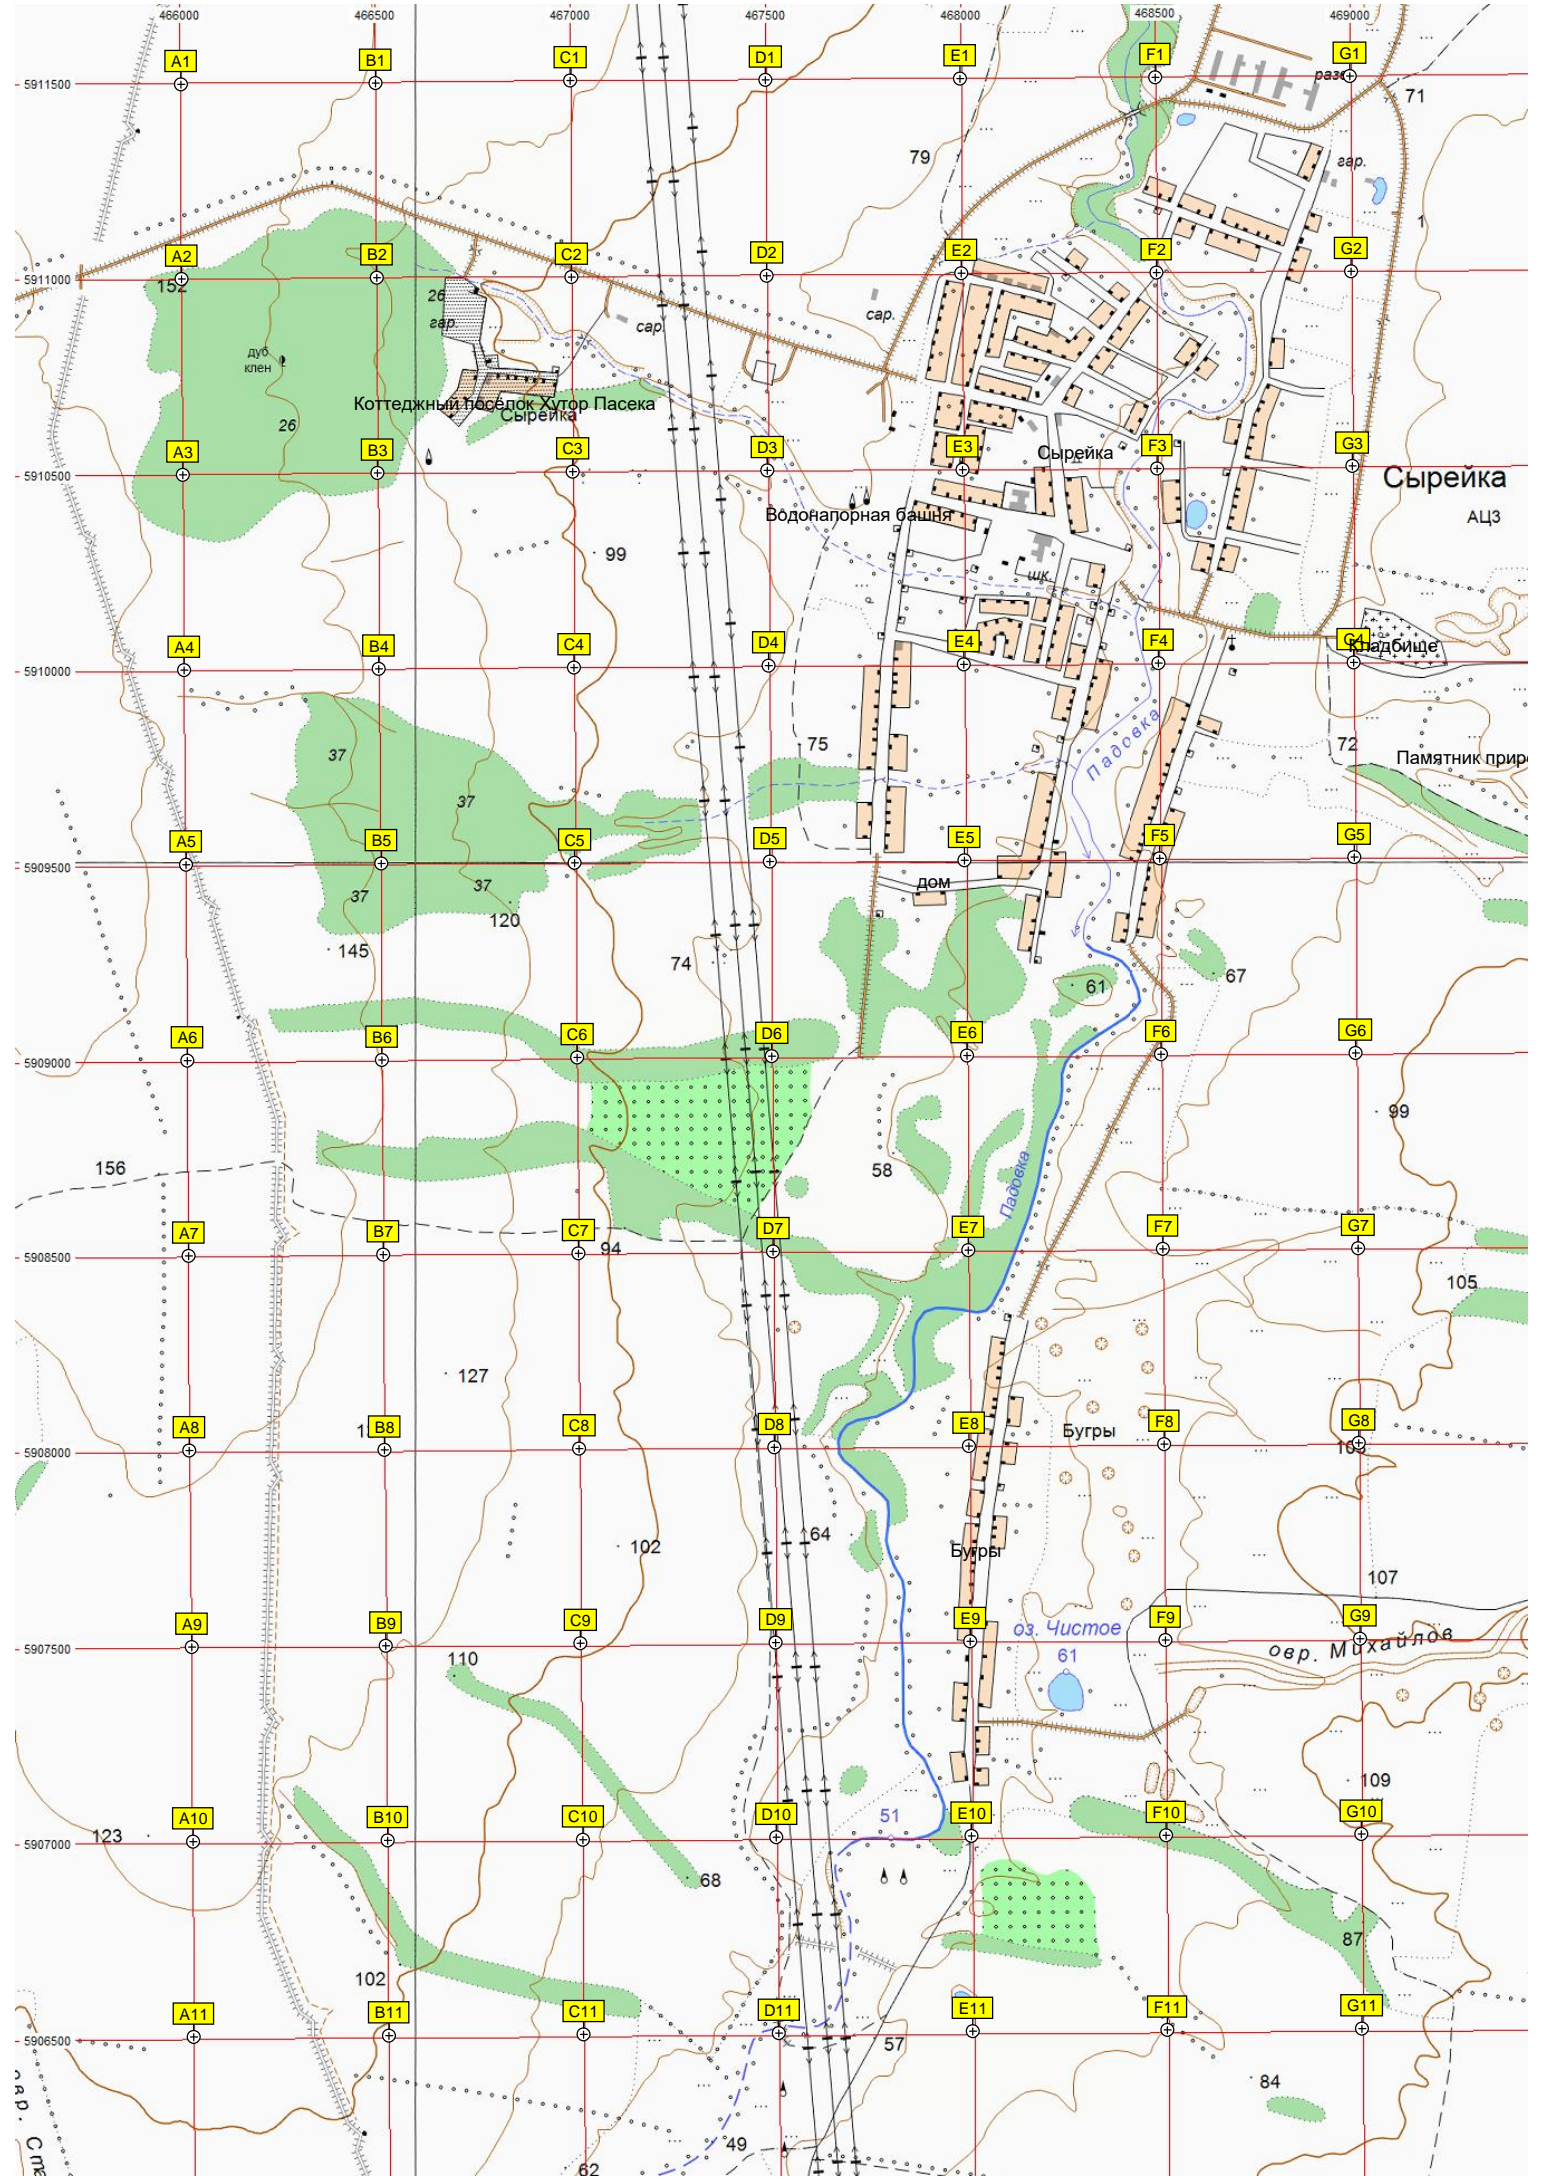 466000 466500 467000 467500 468000 468500 469000
A1 B1 C1 D1 E1 F1 G1
5911500
71
79
гар.
1
A2 B2 C2 D2 E2 F2 G2
5911000
152
26
гар.
сар.
сар.
дуб
клен
26
Коттеджный посёлок Хутор Пасека
Сырейка
A3 B3 C3 D3 E3 F3 G3
5910500
Сырейка
Сырейка
АЦЗ
Водонапорная башня
99
шк.
A4 B4 C4 D4 E4 F4 G4
5910000
Кладбище
37
75
Падовка
72
Памятник прир
37
A5 B5 C5 D5 E5 F5 G5
5909500
37
37
дом
120
145
74
61
67
A6 B6 C6 D6 E6 F6 G6
5909000
99
156
58
Падовка
A7 B7 C7 D7 E7 F7 G7
5908500
94
105
127
A8 B8 C8 D8 E8 F8 G8
5908000
Бугры
64
102
Бугры
107
A9 B9 C9 D9 E9 F9 G9
5907500
оз. Чистое
61
овр. Михайлов
110
109
51
A10 B10 C10 D10 E10 F10 G10
5907000
123
68
87
102
A11 B11 C11 D11 E11 F11 G11
5906500
57
84
49
62